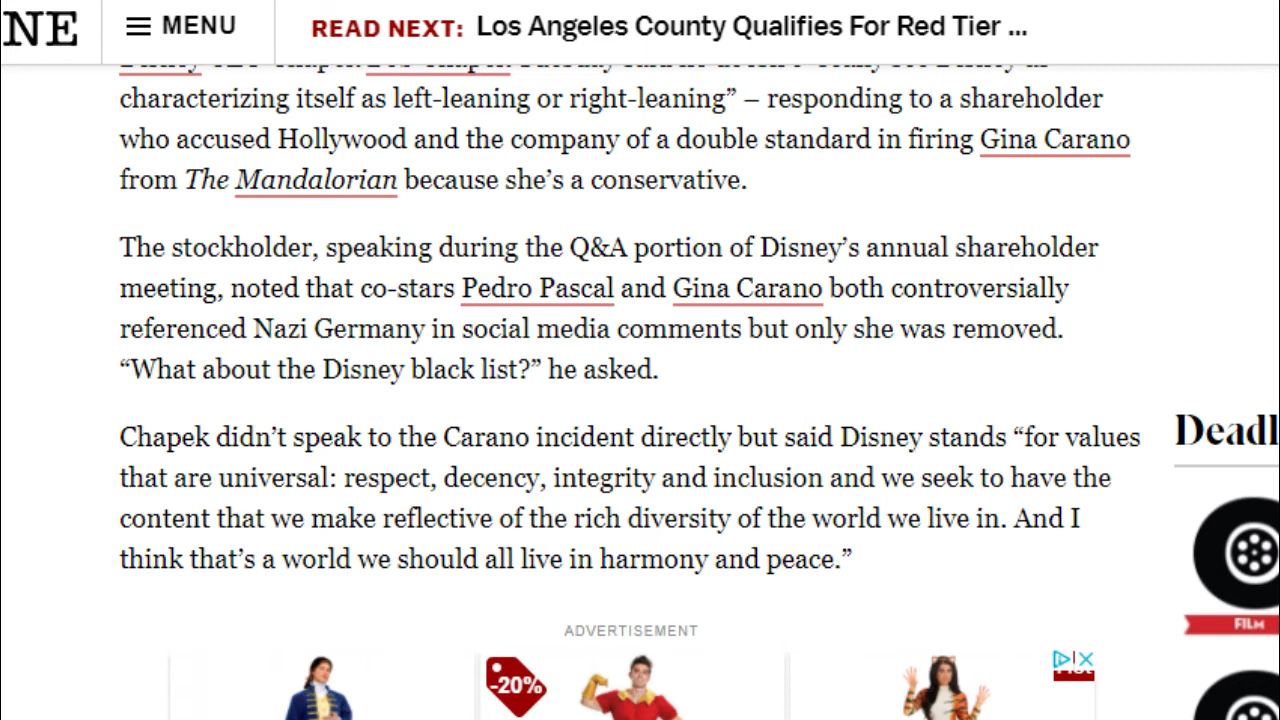 NE
MENU
READ NEXT: Los Angeles County Qualifies For Red Tier ...
characterizing itself as left-leaning or right-leaning” – responding to a shareholder
who accused Hollywood and the company of a double standard in firing Gina Carano
from The Mandalorian because she’s a conservative.
The stockholder, speaking during the Q&A portion of Disney’s annual shareholder
meeting, noted that co-stars Pedro Pascal and Gina Carano both controversially
referenced Nazi Germany in social media comments but only she was removed.
“What about the Disney black list?” he asked.
Chapek didn’t speak to the Carano incident directly but said Disney stands “for values
that are universal: respect, decency, integrity and inclusion and we seek to have the
content that we make reflective of the rich diversity of the world we live in. And I
think that’s a world we should all live in harmony and peace.”
Deadl
FILM
ADVERTISEMENT
-20%